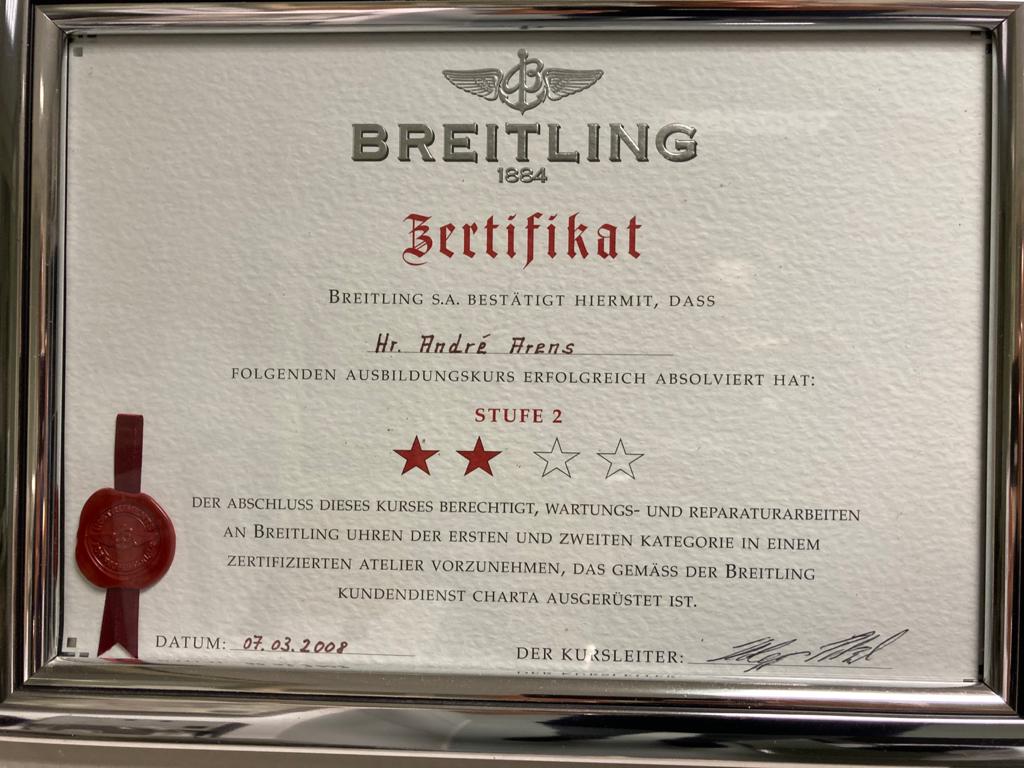 BREITLING
1884
Zertifikat
BREITLING S.A. BESTÄTIGT HIERMIT, DASS
Hr. André Arens
FOLGENDEN AUSBILDUNGSKURS ERFOLGREICH ABSOLVIERT HAT:
STUFE 2
DER ABSCHLUSS DIESES KURSES BERECHTIGT, WARTUNGS- UND REPARATURARBEITEN
AN BREITLING UHREN DER ERSTEN UND ZWEITEN KATEGORIE IN EINEM
ZERTIFIZIERTEN ATELIER VORZUNEHMEN, DAS GEMÄSS DER BREITLING
KUNDENDIENST CHARTA AUSGERÜSTET IST.
DATUM: 07.03.2008
DER KURSLEITER: